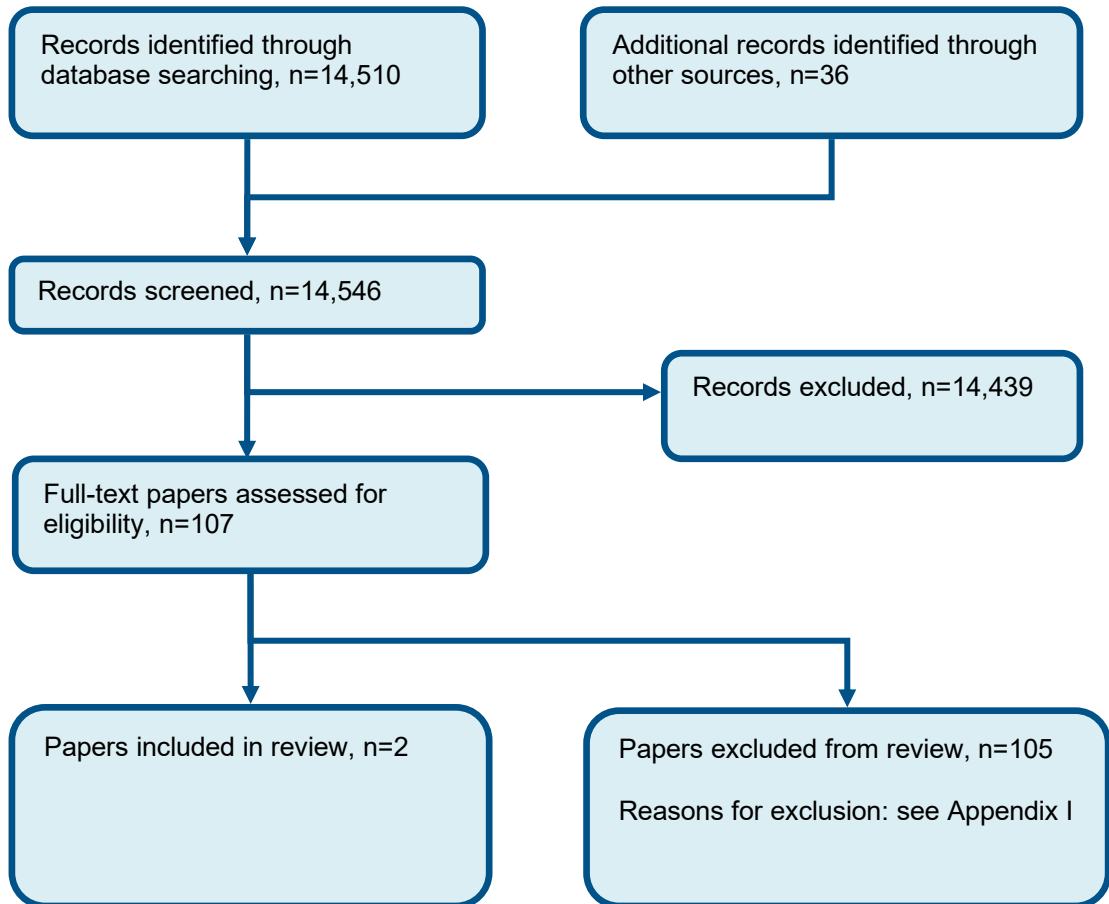 Records identified through
database searching, n=14,510
Additional records identified through
other sources, n=36
Records screened, n=14,546
Records excluded, n=14,439
Full-text papers assessed for
eligibility, n=107
Papers included in review, n=2
Papers excluded from review, n=105
Reasons for exclusion: see Appendix I